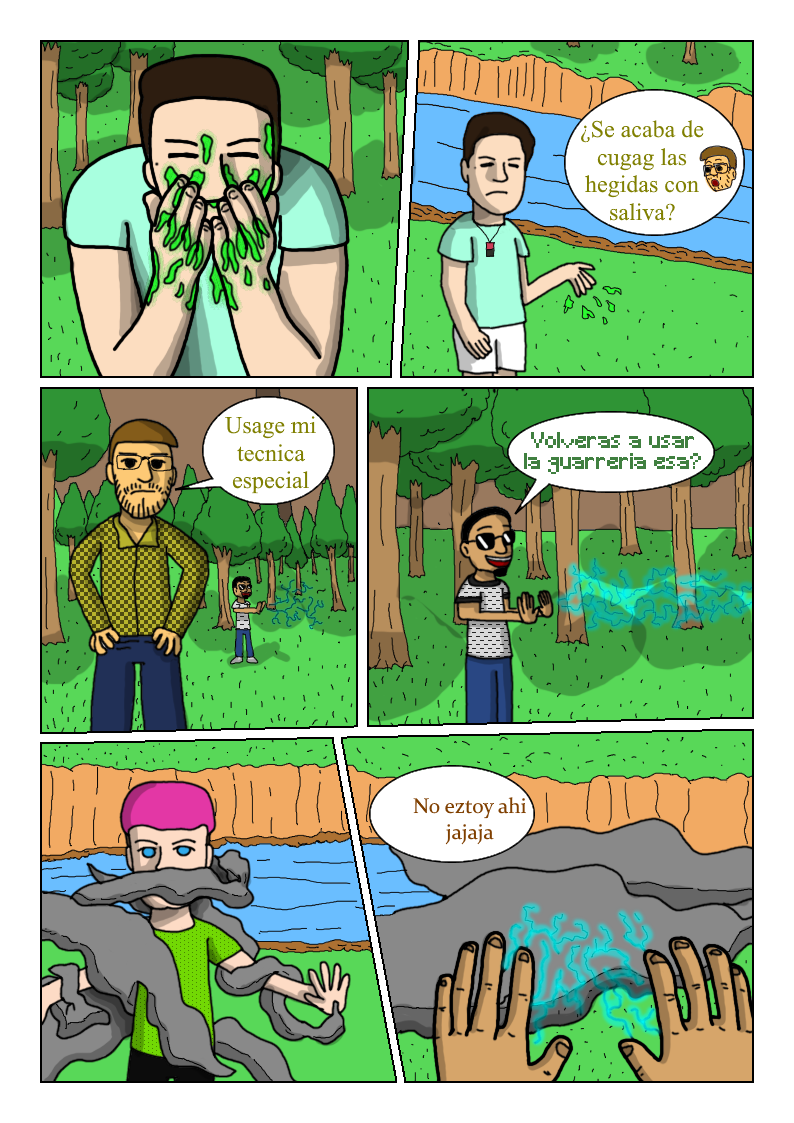 ¿Se acaba de
cugag las
hegidas con
saliva?
Usage mi
tecnica
especial
Volveras a usar
la guarreria esa?
No eztoy ahi
jajaja